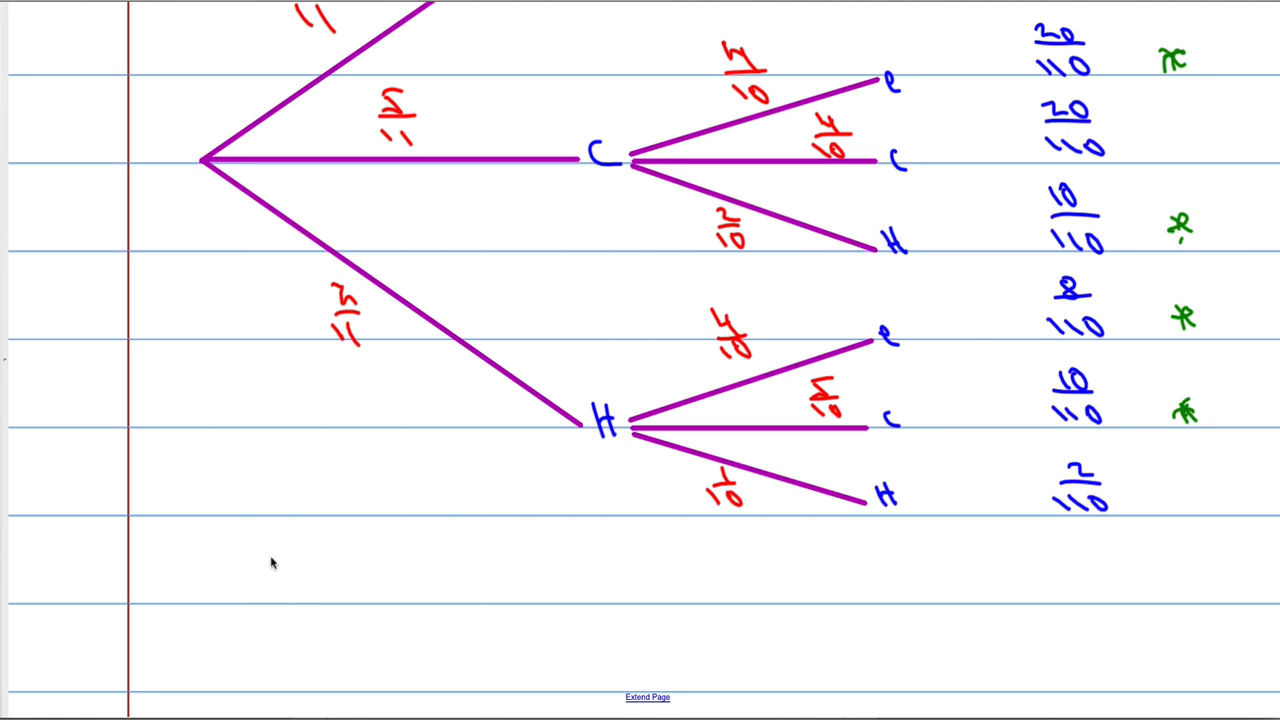 11
20/110 *
4/10 P
5/11
C 4/10 C 20/110
2/10 H 10/110 *
2/11
4/10 P 8/110 *
H 5/10 C 10/110 *
1/10 H 2/110
Extend Page